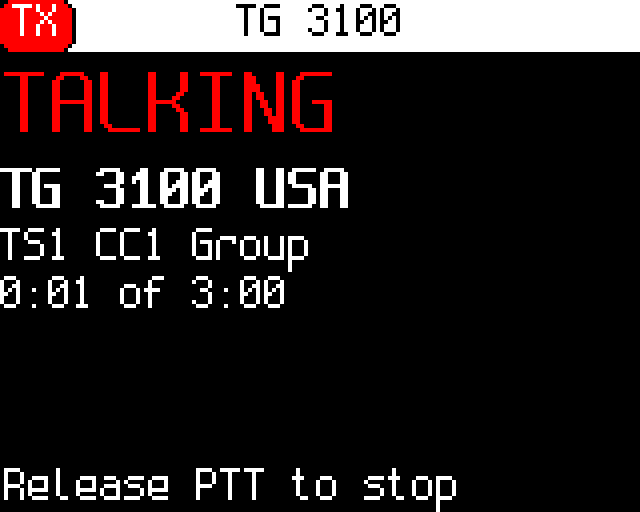 TX TG 3100
TALKING
TG 3100 USA
TS1 CC1 Group
0:01 of 3:00
Release PTT to stop